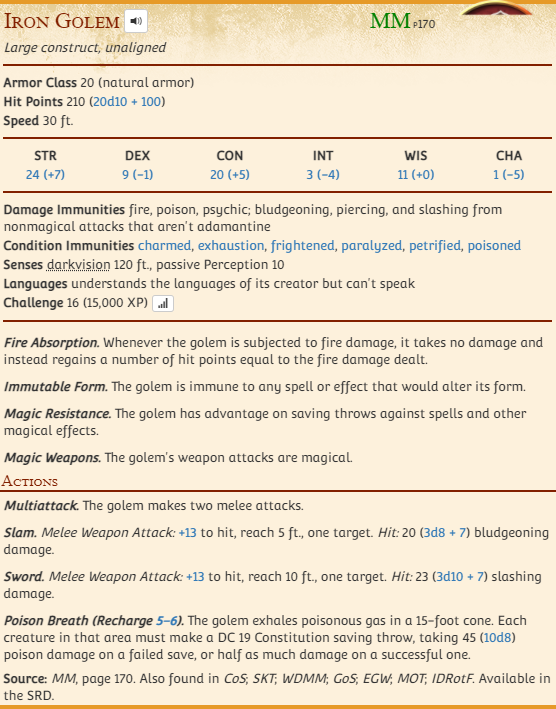 Iron Golem MM P170
Large construct, unaligned
Armor Class 20 (natural armor)
Hit Points 210 (20d10 + 100)
Speed 30 ft.
STR DEX CON INT WIS CHA
24 (+7) 9 (−1) 20 (+5) 3 (−4) 11 (+0) 1 (−5)
Damage Immunities fire, poison, psychic; bludgeoning, piercing, and slashing from
nonmagical attacks that aren't adamantine
Condition Immunities charmed, exhaustion, frightened, paralyzed, petrified, poisoned
Senses darkvision 120 ft., passive Perception 10
Languages understands the languages of its creator but can't speak
Challenge 16 (15,000 XP)
Fire Absorption. Whenever the golem is subjected to fire damage, it takes no damage and
instead regains a number of hit points equal to the fire damage dealt.
Immutable Form. The golem is immune to any spell or effect that would alter its form.
Magic Resistance. The golem has advantage on saving throws against spells and other
magical effects.
Magic Weapons. The golem's weapon attacks are magical.
Actions
Multiattack. The golem makes two melee attacks.
Slam. Melee Weapon Attack: +13 to hit, reach 5 ft., one target. Hit: 20 (3d8 + 7) bludgeoning
damage.
Sword. Melee Weapon Attack: +13 to hit, reach 10 ft., one target. Hit: 23 (3d10 + 7) slashing
damage.
Poison Breath (Recharge 5–6). The golem exhales poisonous gas in a 15-foot cone. Each
creature in that area must make a DC 19 Constitution saving throw, taking 45 (10d8)
poison damage on a failed save, or half as much damage on a successful one.
Source: MM, page 170. Also found in CoS; SKT; WDMM; GoS; EGW; MOT; IDRotF. Available in
the SRD.